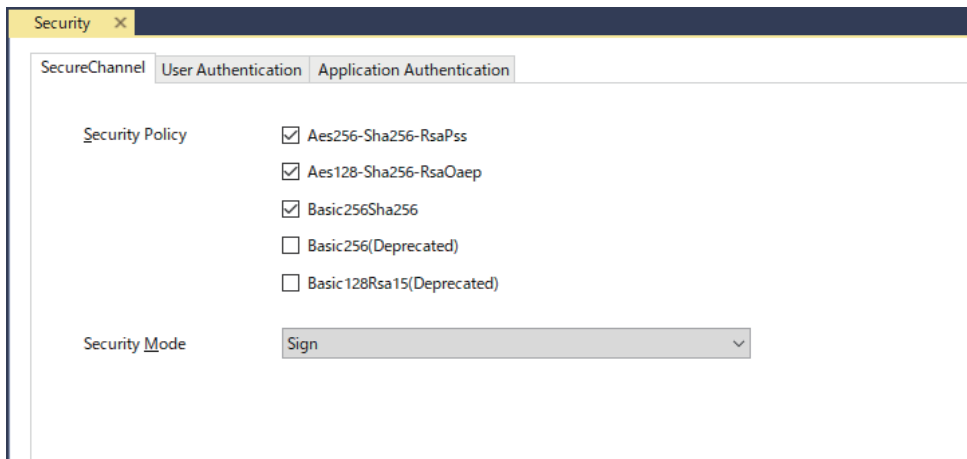 Security
SecureChannel User Authentication Application Authentication
Security Policy
Aes256-Sha256-RsaPss
Aes128-Sha256-RsaOaep
Basic256Sha256
Basic256(Deprecated)
Basic128Rsa15(Deprecated)
Security Mode Sign